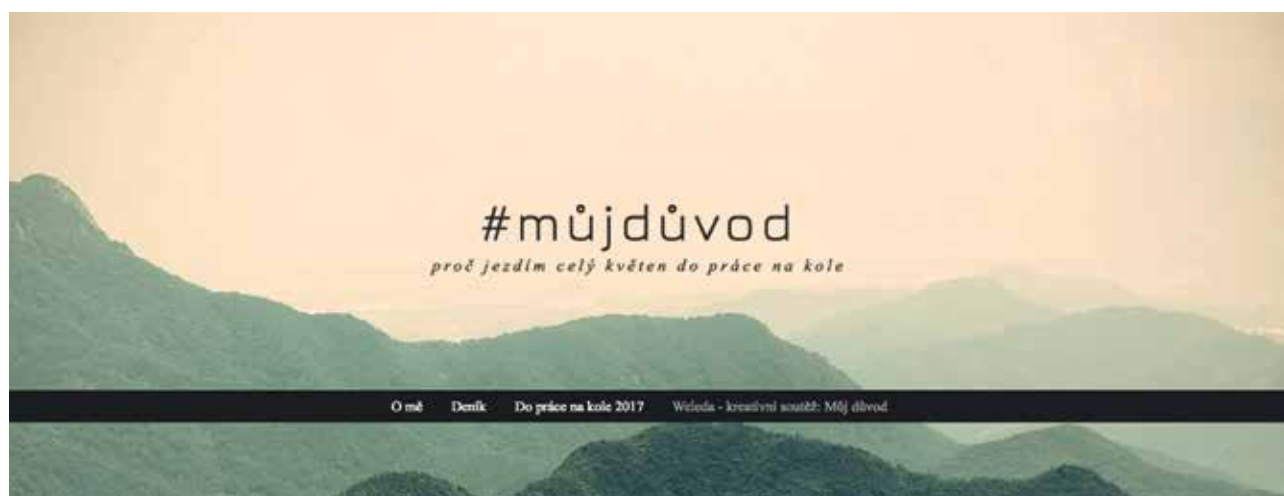 #můjdůvod
proč jezdím celý květen do práce na kole
O mě Deník Do práce na kole 2017 Weleda - kreativní soutěž: Můj důvod